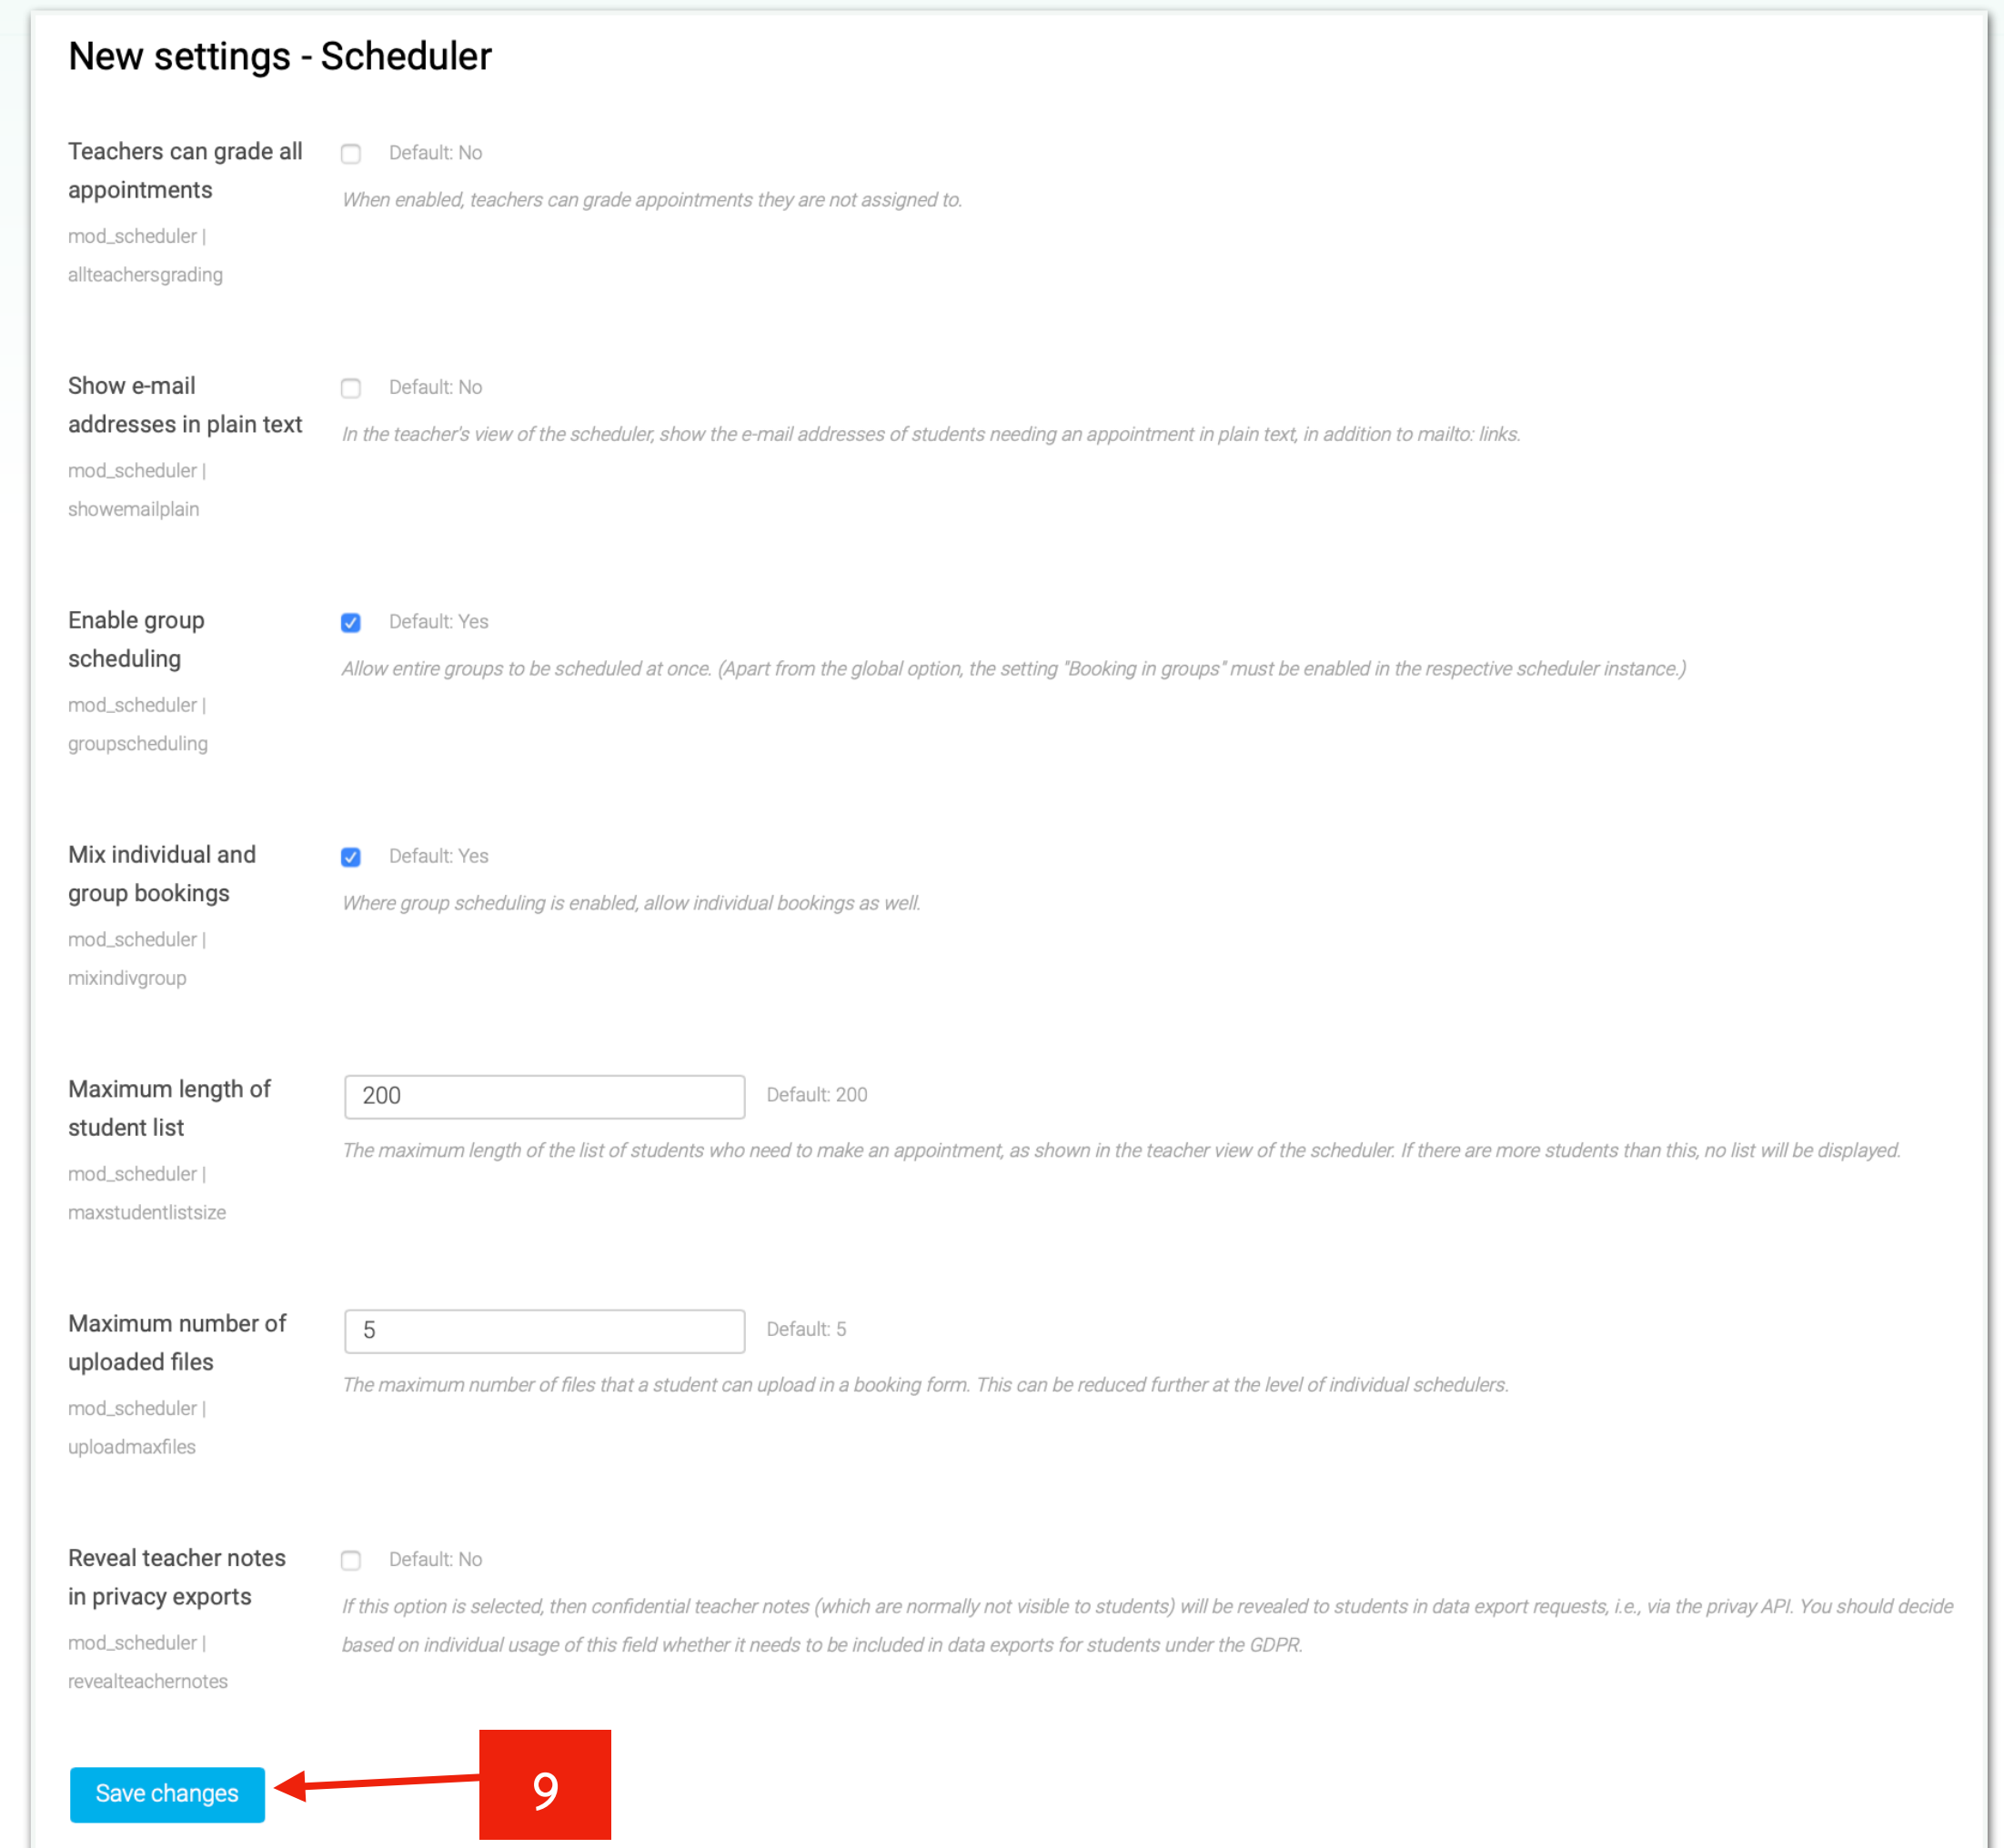 New settings - Scheduler
Teachers can grade all
appointments
mod_scheduler |
allteachersgrading
Default: No
When enabled, teachers can grade appointments they are not assigned to.
Show e-mail
addresses in plain text
mod_scheduler |
showemailplain
Default: No
In the teacher's view of the scheduler, show the e-mail addresses of students needing an appointment in plain text, in addition to mailto: links.
Enable group
scheduling
mod_scheduler |
groupscheduling
Default: Yes
Allow entire groups to be scheduled at once. (Apart from the global option, the setting "Booking in groups" must be enabled in the respective scheduler instance.)
Mix individual and
group bookings
mod_scheduler |
mixindivgroup
Default: Yes
Where group scheduling is enabled, allow individual bookings as well.
Maximum length of
student list
mod_scheduler |
maxstudentlistsize
200
Default: 200
The maximum length of the list of students who need to make an appointment, as shown in the teacher view of the scheduler. If there are more students than this, no list will be displayed.
Maximum number of
uploaded files
mod_scheduler |
uploadmaxfiles
5
Default: 5
The maximum number of files that a student can upload in a booking form. This can be reduced further at the level of individual schedulers.
Reveal teacher notes
in privacy exports
mod_scheduler |
revealteachernotes
Default: No
If this option is selected, then confidential teacher notes (which are normally not visible to students) will be revealed to students in data export requests, i.e., via the privay API. You should decide
based on individual usage of this field whether it needs to be included in data exports for students under the GDPR.
Save changes
9